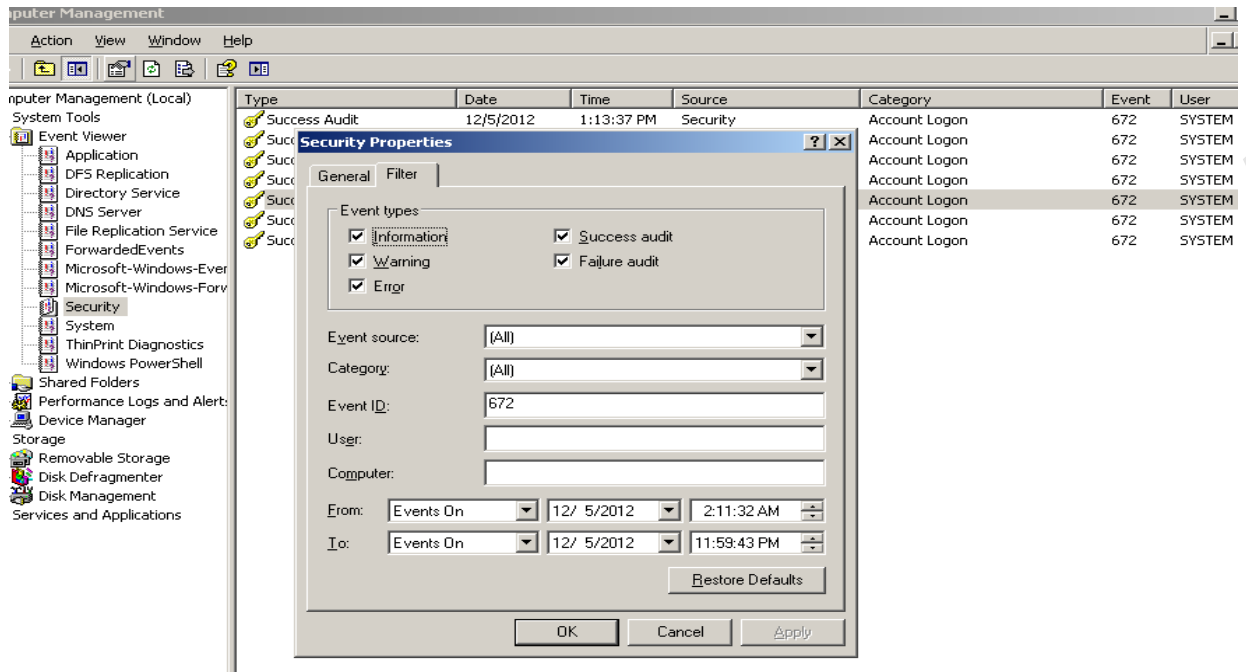 mputer Management
Action View Window Help
mputer Management (Local)
System Tools
Event Viewer
Application
DFS Replication
Directory Service
DNS Server
File Replication Service
ForwardedEvents
Microsoft-Windows-Ever
Microsoft-Windows-Forw
Security
System
ThinPrint Diagnostics
Windows PowerShell
Shared Folders
Performance Logs and Alert
Device Manager
Storage
Removable Storage
Disk Defragmenter
Disk Management
Services and Applications
Type Date Time Source Category Event User
Success Audit 12/5/2012 1:13:37 PM Security Account Logon 672 SYSTEM
Succ Account Logon 672 SYSTEM
Succ Account Logon 672 SYSTEM
Succ Account Logon 672 SYSTEM
Succ Account Logon 672 SYSTEM
Succ Account Logon 672 SYSTEM
Succ Account Logon 672 SYSTEM
Security Properties
General Filter
Event types
Information Success audit
Warning Failure audit
Error
Event source: (All)
Category: (All)
Event ID: 672
User:
Computer:
From: Events On 12/ 5/2012 2:11:32 AM
To: Events On 12/ 5/2012 11:59:43 PM
Restore Defaults
OK Cancel Apply